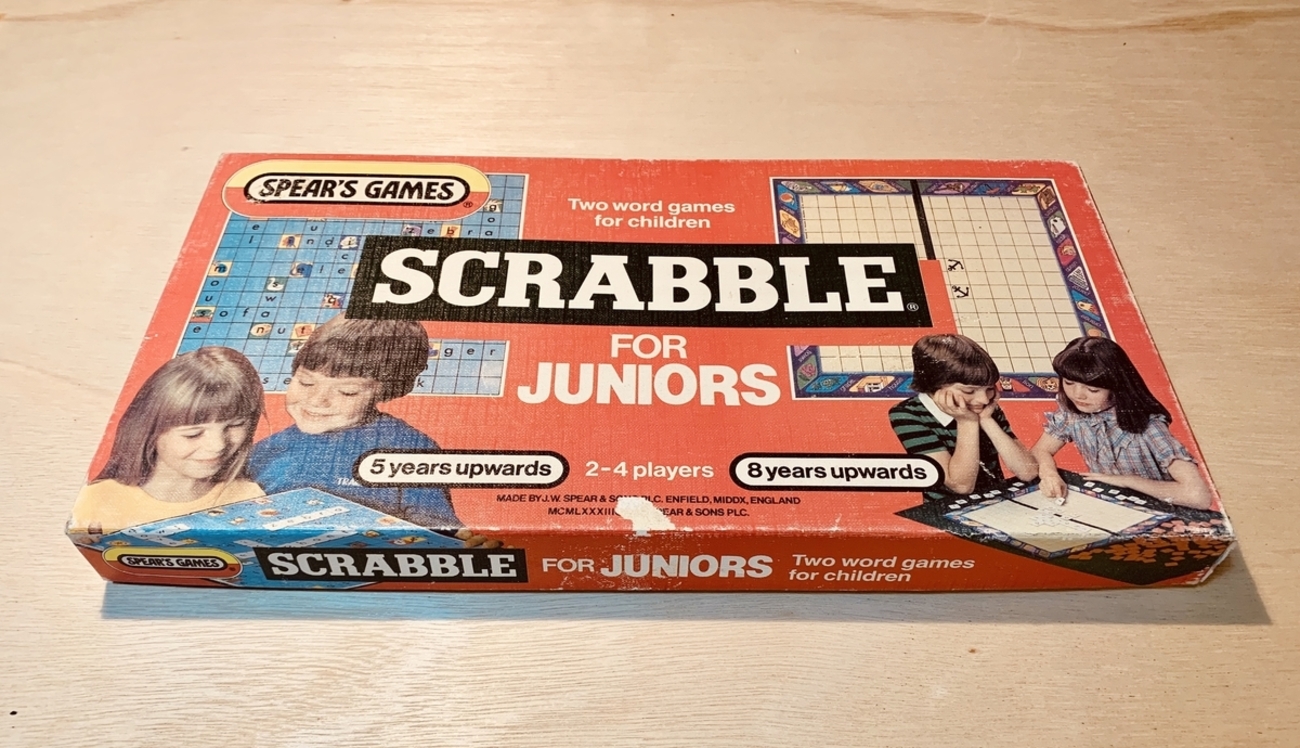 SPEAR'S GAMES
Two word games
for children
SCRABBLE
FOR
JUNIORS
5 years upwards
2-4 players
8 years upwards
MADE BY J.W. SPEAR & PLC. ENFIELD, MIDDX, ENGLAND
MCMLXXXIII & SONS PLC.
SPEAR'S GAMES
SCRABBLE
FOR JUNIORS
Two word games
for children